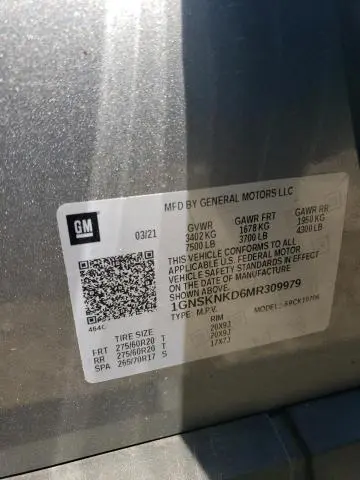 GM
MFD BY GENERAL MOTORS LLC
03/21
GVWR GAWR FRT GAWR RR
3402 KG 1678 KG 1950 KG
7500 LB 3700 LB 4300 LB
THIS VEHICLE CONFORMS TO ALL
APPLICABLE U.S. FEDERAL MOTOR
VEHICLE SAFETY STANDARDS IN EFFECT
ON THE DATE OF MANUFACTURE
SHOWN ABOVE.
1GNSKNKD6MR309979
TYPE: M.P.V. MODEL:
464C
TIRE SIZE RIM
FRT 275/60R20 T 20X9J
RR 275/60R20 T 20X9J
SPA 265/70R17 S 17X7J